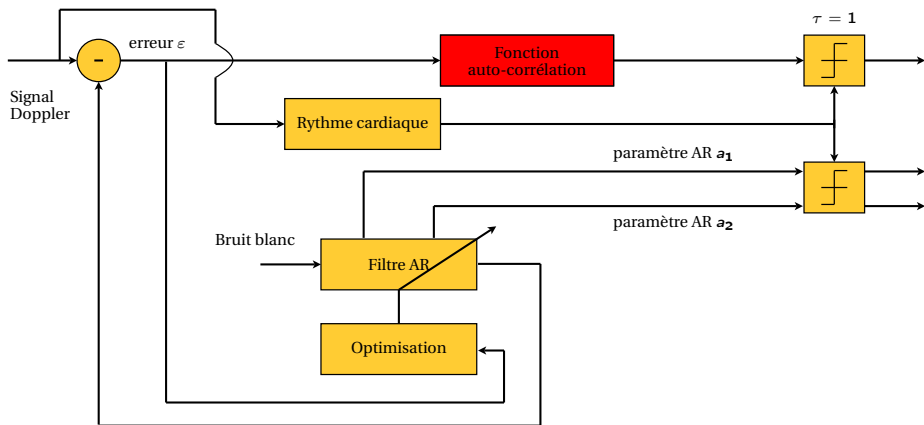 τ = 1
erreur ε
Fonction
auto-corrélation
-
Signal
Doppler
Rythme cardiaque
paramètre AR a1
paramètre AR a2
Bruit blanc
Filtre AR
Optimisation